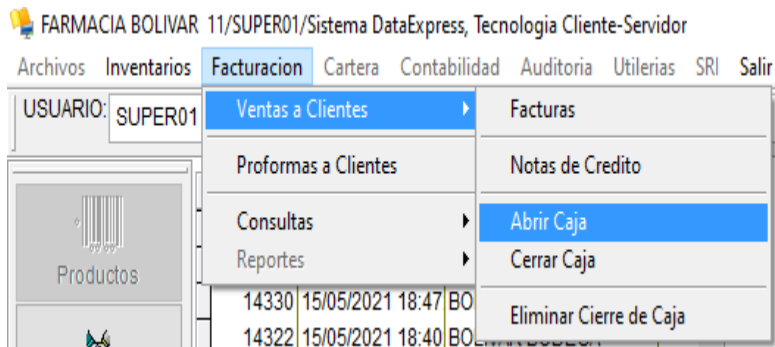 FARMACIA BOLIVAR 11/SUPER01/Sistema DataExpress, Tecnologia Cliente-Servidor
Archivos Inventarios Facturacion Cartera Contabilidad Auditoria Utilerias SRI Salir
USUARIO: SUPER01
Ventas a Clientes
Facturas
Proformas a Clientes
Notas de Credito
Consultas
Abrir Caja
Reportes
Cerrar Caja
Productos
14330 15/05/2021 18:47 BO
Eliminar Cierre de Caja
14322 15/05/2021 18:40